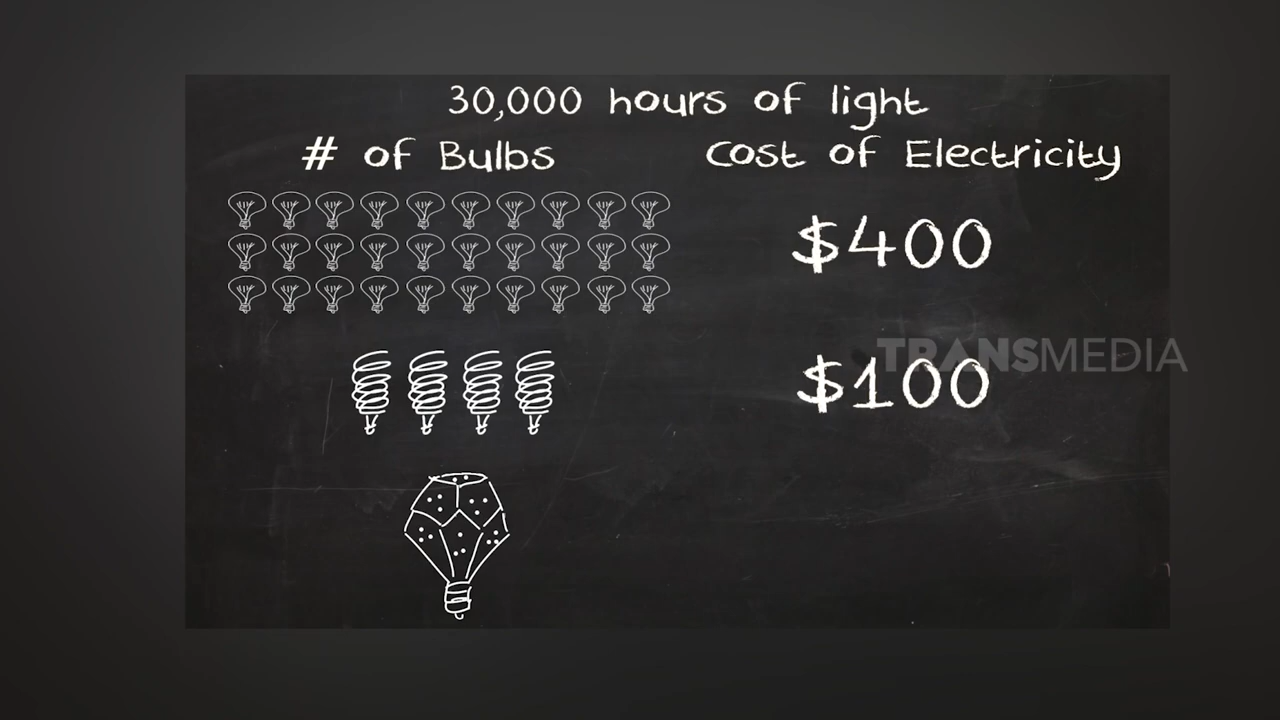 30,000 hours of light
# of Bulbs
Cost of Electricity
$400
TRANSMEDIA
$100